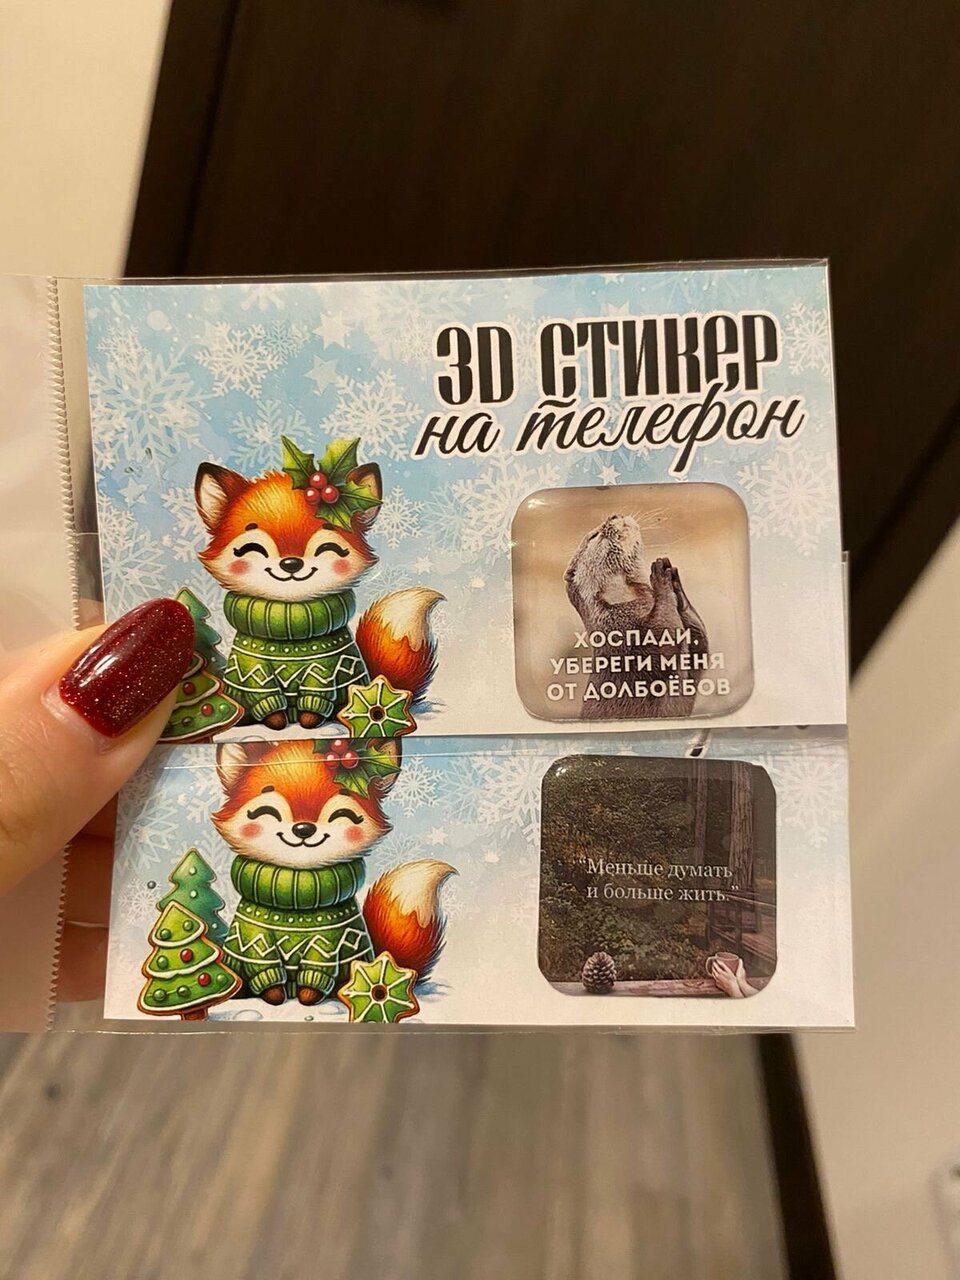 3D СТИКЕР
на телефон
ХОСПАДИ.
УБЕРЕГИ МЕНЯ
ОТ ДОЛБОЁБОВ
“Меньше думать
и больше жить.”